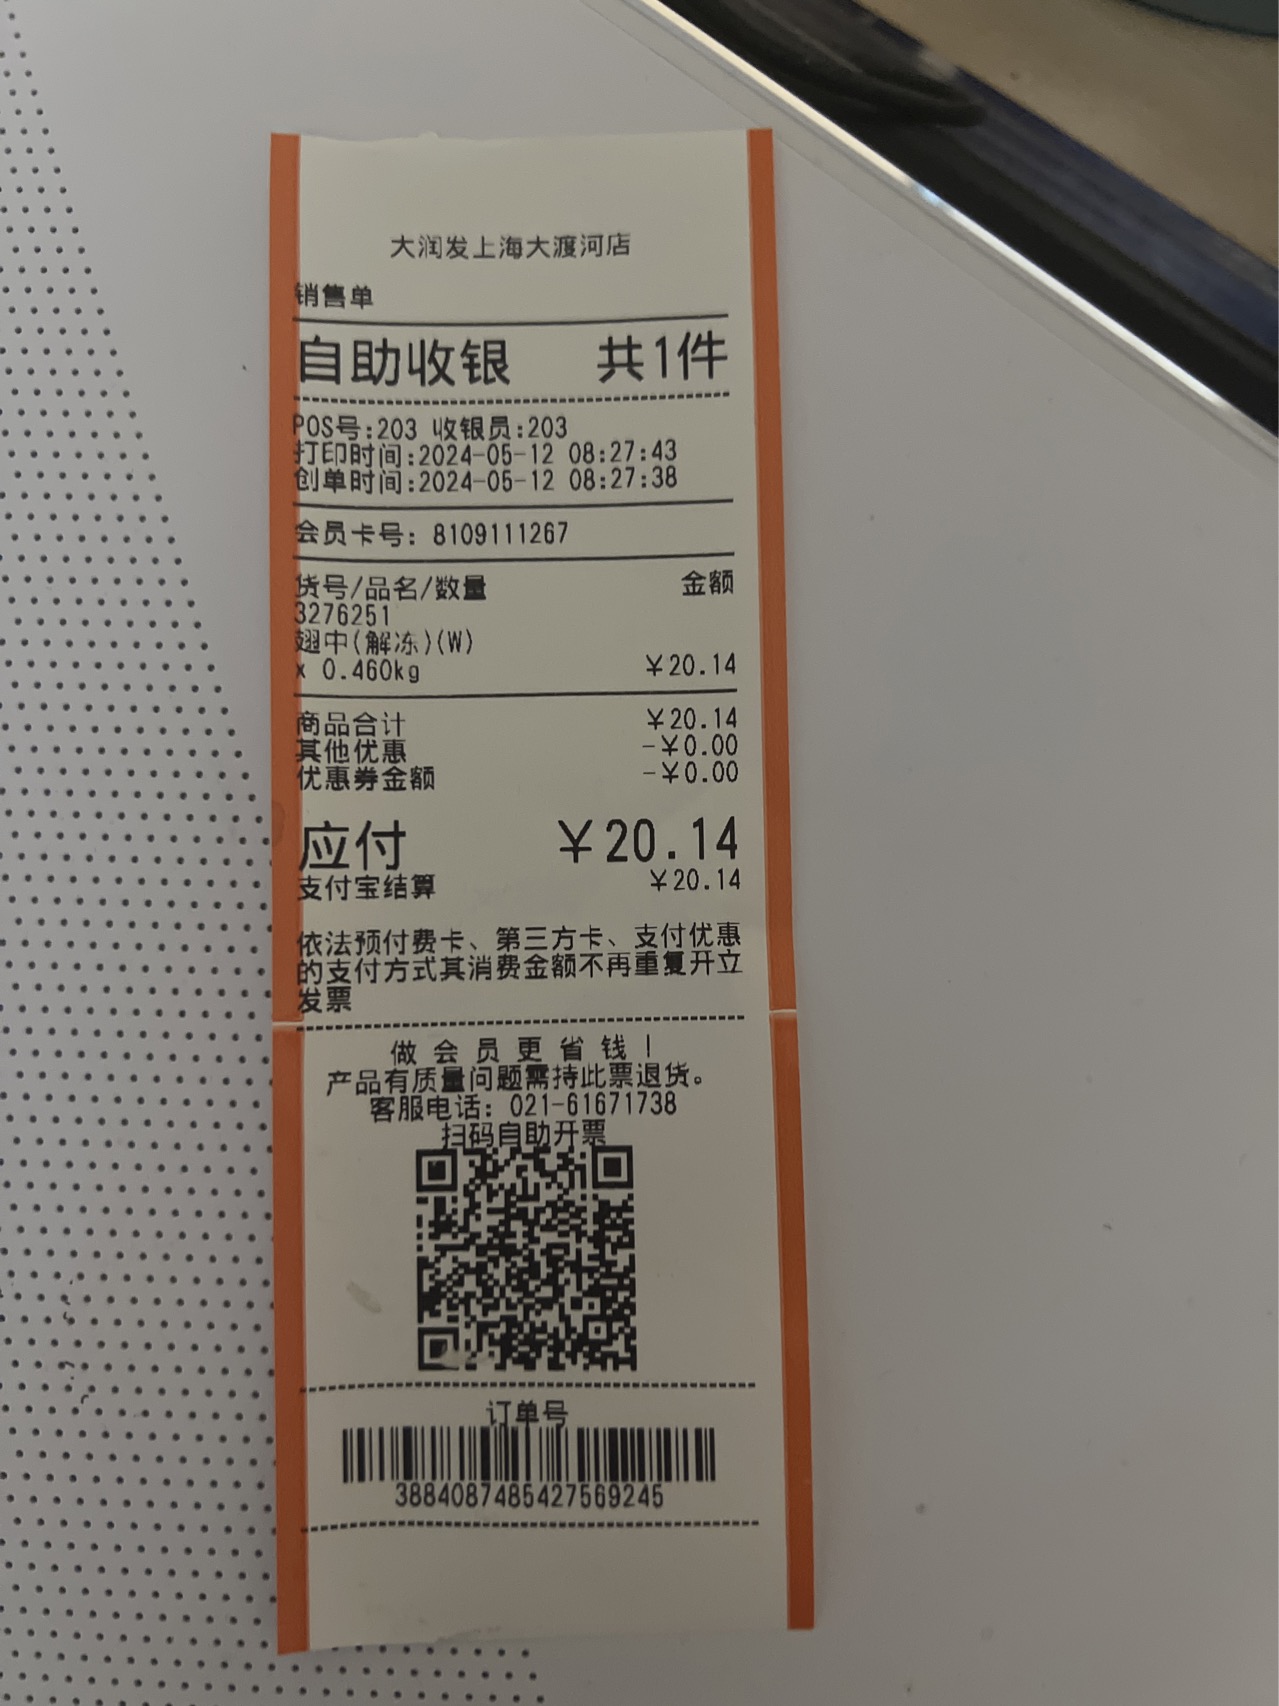 大润发上海大渡河店
销售单
自助收银 共1件
POS号:203 收银员:203
打印时间:2024-05-12 08:27:43
创单时间:2024-05-12 08:27:38
会员卡号: 8109111267
货号/品名/数量 金额
3276251
翅中(解冻)(W)
x 0.460kg ¥20.14
商品合计 ¥20.14
其他优惠 -¥0.00
优惠券金额 -¥0.00
应付 ¥20.14
支付宝结算 ¥20.14
依法预付费卡、第三方卡、支付优惠
的支付方式其消费金额不再重复开立
发票
做会员更省钱!
产品有质量问题需持此票退货。
客服电话: 021-61671738
扫码自助开票
订单号
3884087485427569245